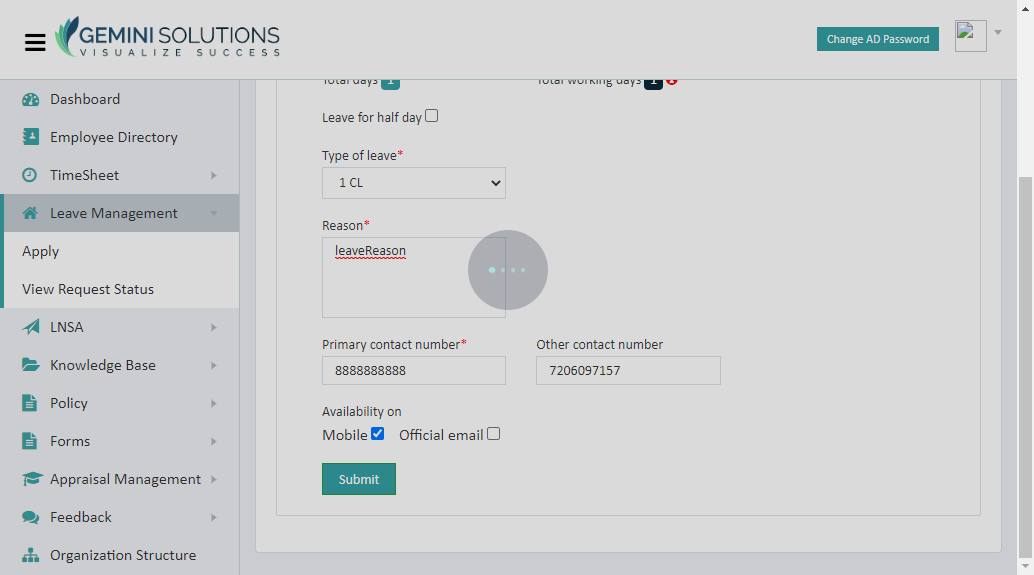 GEMINI SOLUTIONS
VISUALIZE SUCCESS
Change AD Password
Dashboard
Employee Directory
TimeSheet
Leave Management
Apply
View Request Status
LNSA
Knowledge Base
Policy
Forms
Appraisal Management
Feedback
Organization Structure
Total days 1
Total working days 1
Leave for half day
Type of leave*
1 CL
Reason*
leaveReason
Primary contact number*
Other contact number
8888888888
7206097157
Availability on
Mobile
Official email
Submit